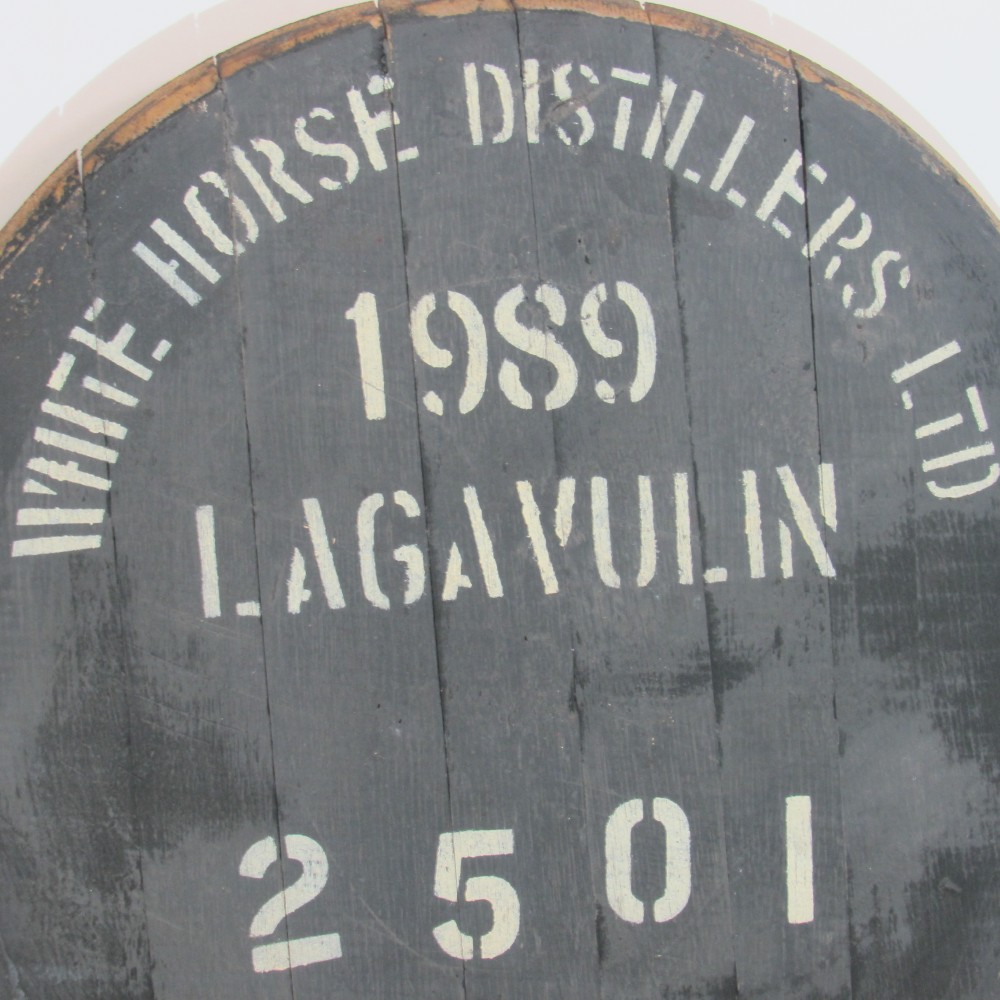 WHITE HORSE DISTILLERS LTD
1989
LAGAVULIN
2501